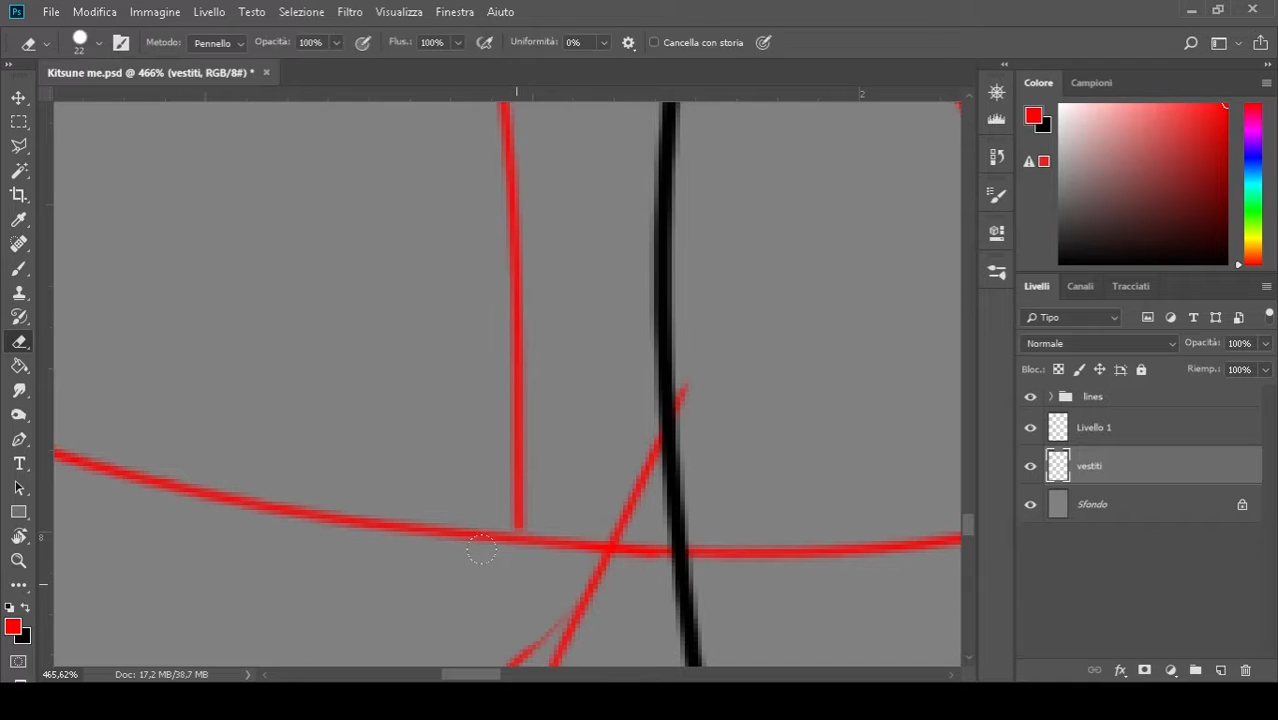 Ps File Modifica Immagine Livello Testo Selezione Filtro Visualizza Finestra Aiuto
22 Metodo: Pennello Opacità: 100% Flus.: 100% Uniformità: 0% Cancella con storia
Kitsune me.psd @ 466% (vestiti, RGB/8#) * ×
1 2
8
Colore Campioni
Livelli Canali Tracciati
Tipo
Normale Opacità: 100%
Bloc.: Riemp.: 100%
lines
Livello 1
vestiti
Sfondo
fx
465,62% Doc: 17,2 MB/38,7 MB